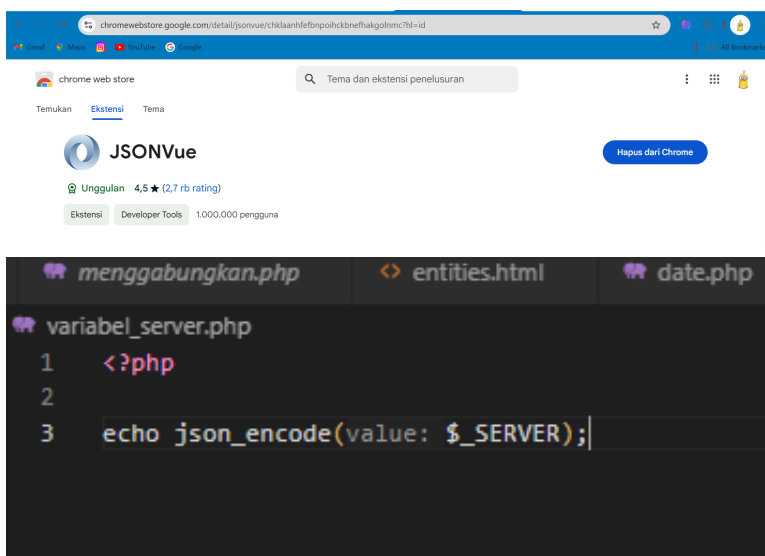 chromewebstore.google.com/detail/jsonvue/chklaanhfefbnpoihckbnefhakgolnmc?hl=id
Gmail Maps YouTube Google All Bookmarks
chrome web store Tema dan ekstensi penelusuran
Temukan Ekstensi Tema
JSONVue Hapus dari Chrome
Unggulan 4,5 ★ (2,7 rb rating)
Ekstensi Developer Tools 1.000.000 pengguna
menggabungkan.php <> entities.html date.php
variabel_server.php
1 <?php
2
3 echo json_encode(value: $_SERVER);